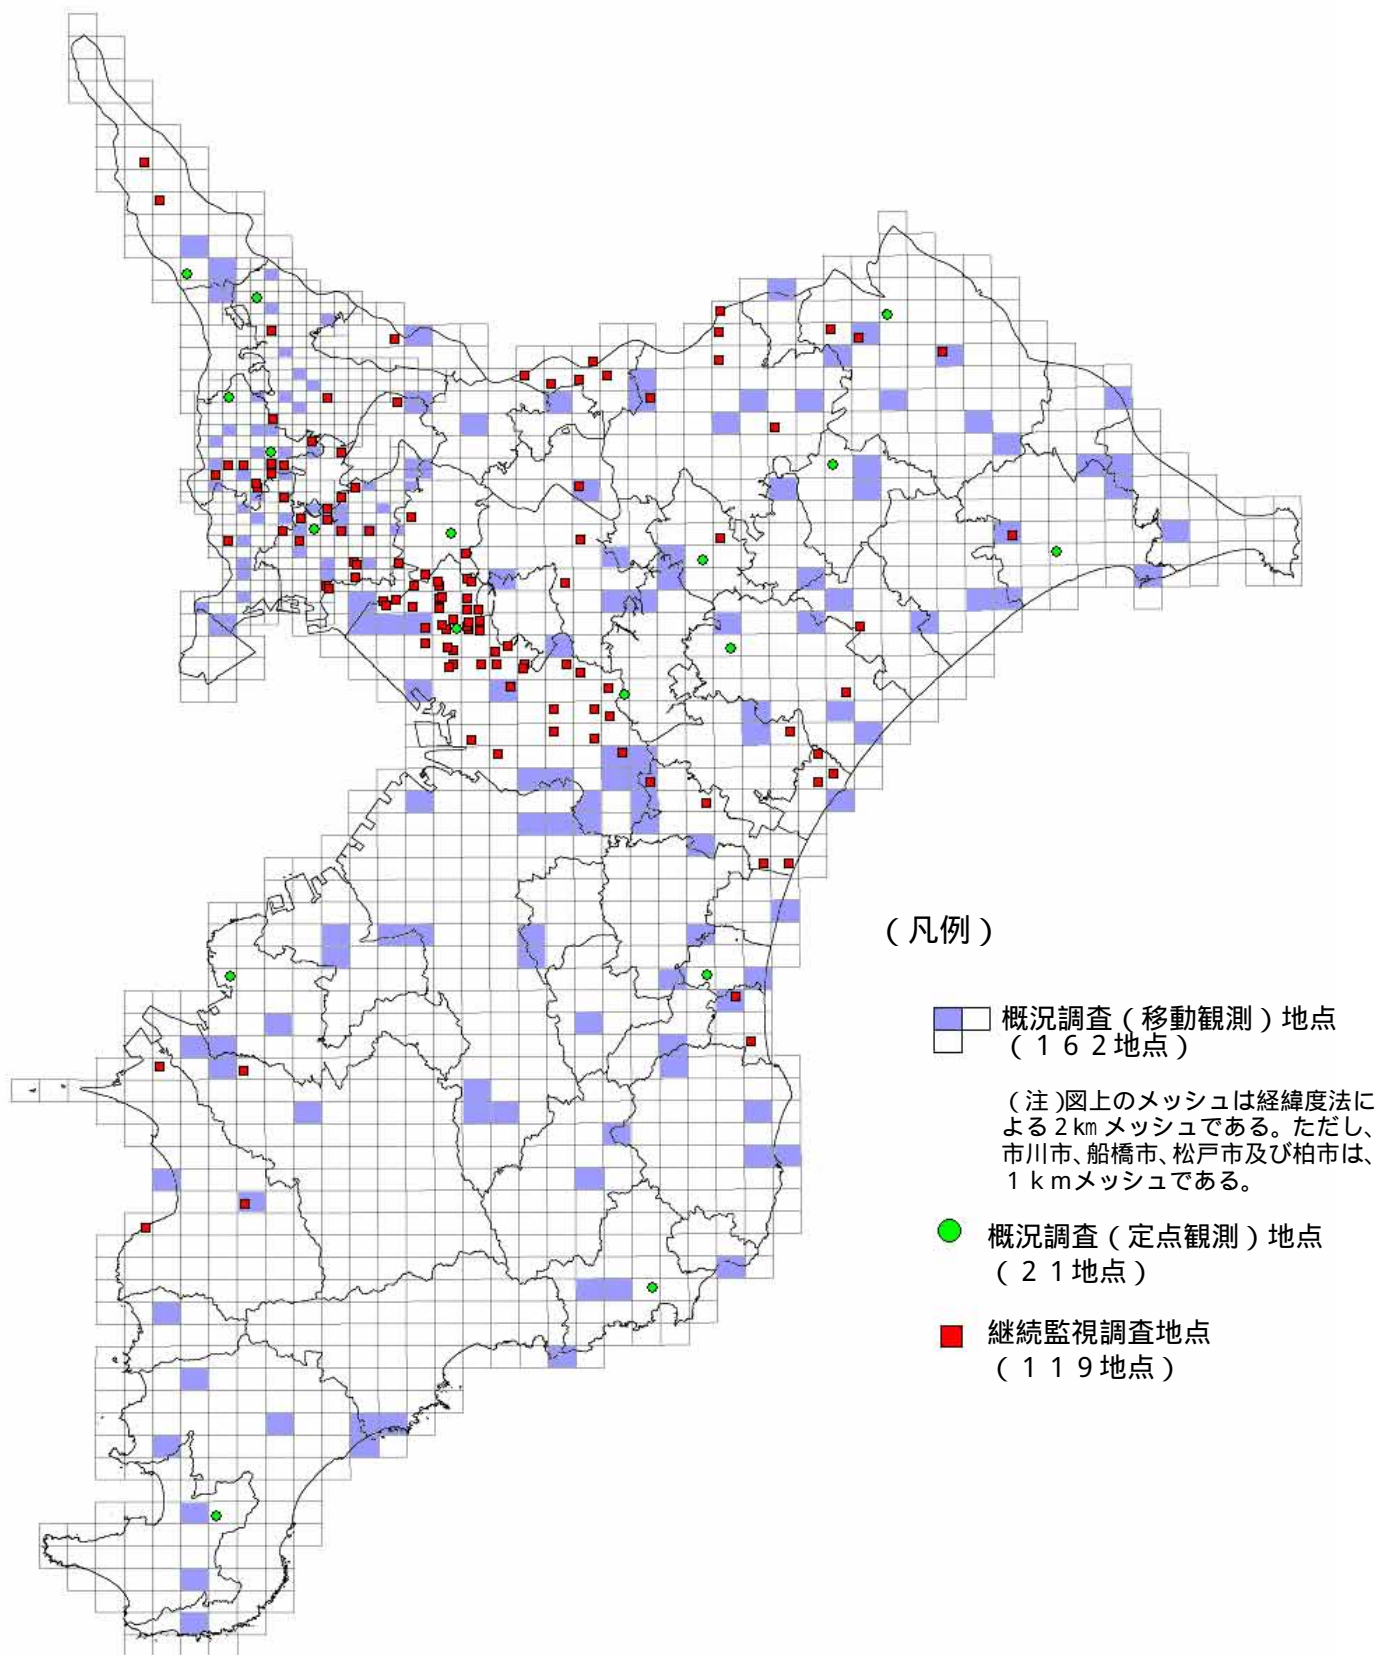 （凡例）
概況調査（移動観測）地点
（１６２地点）
（注）図上のメッシュは経緯度法に
よる２㎞メッシュである。ただし、
市川市、船橋市、松戸市及び柏市は、
１ｋｍメッシュである。
概況調査（定点観測）地点
（２１地点）
継続監視調査地点
（１１９地点）